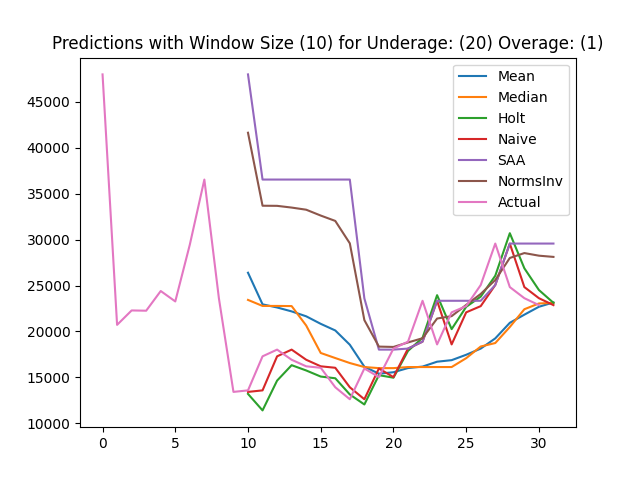 Predictions with Window Size (10) for Underage: (20) Overage: (1)
Mean
Median
Holt
Naive
SAA
NormsInv
Actual
45000
40000
35000
30000
25000
20000
15000
10000
0 5 10 15 20 25 30